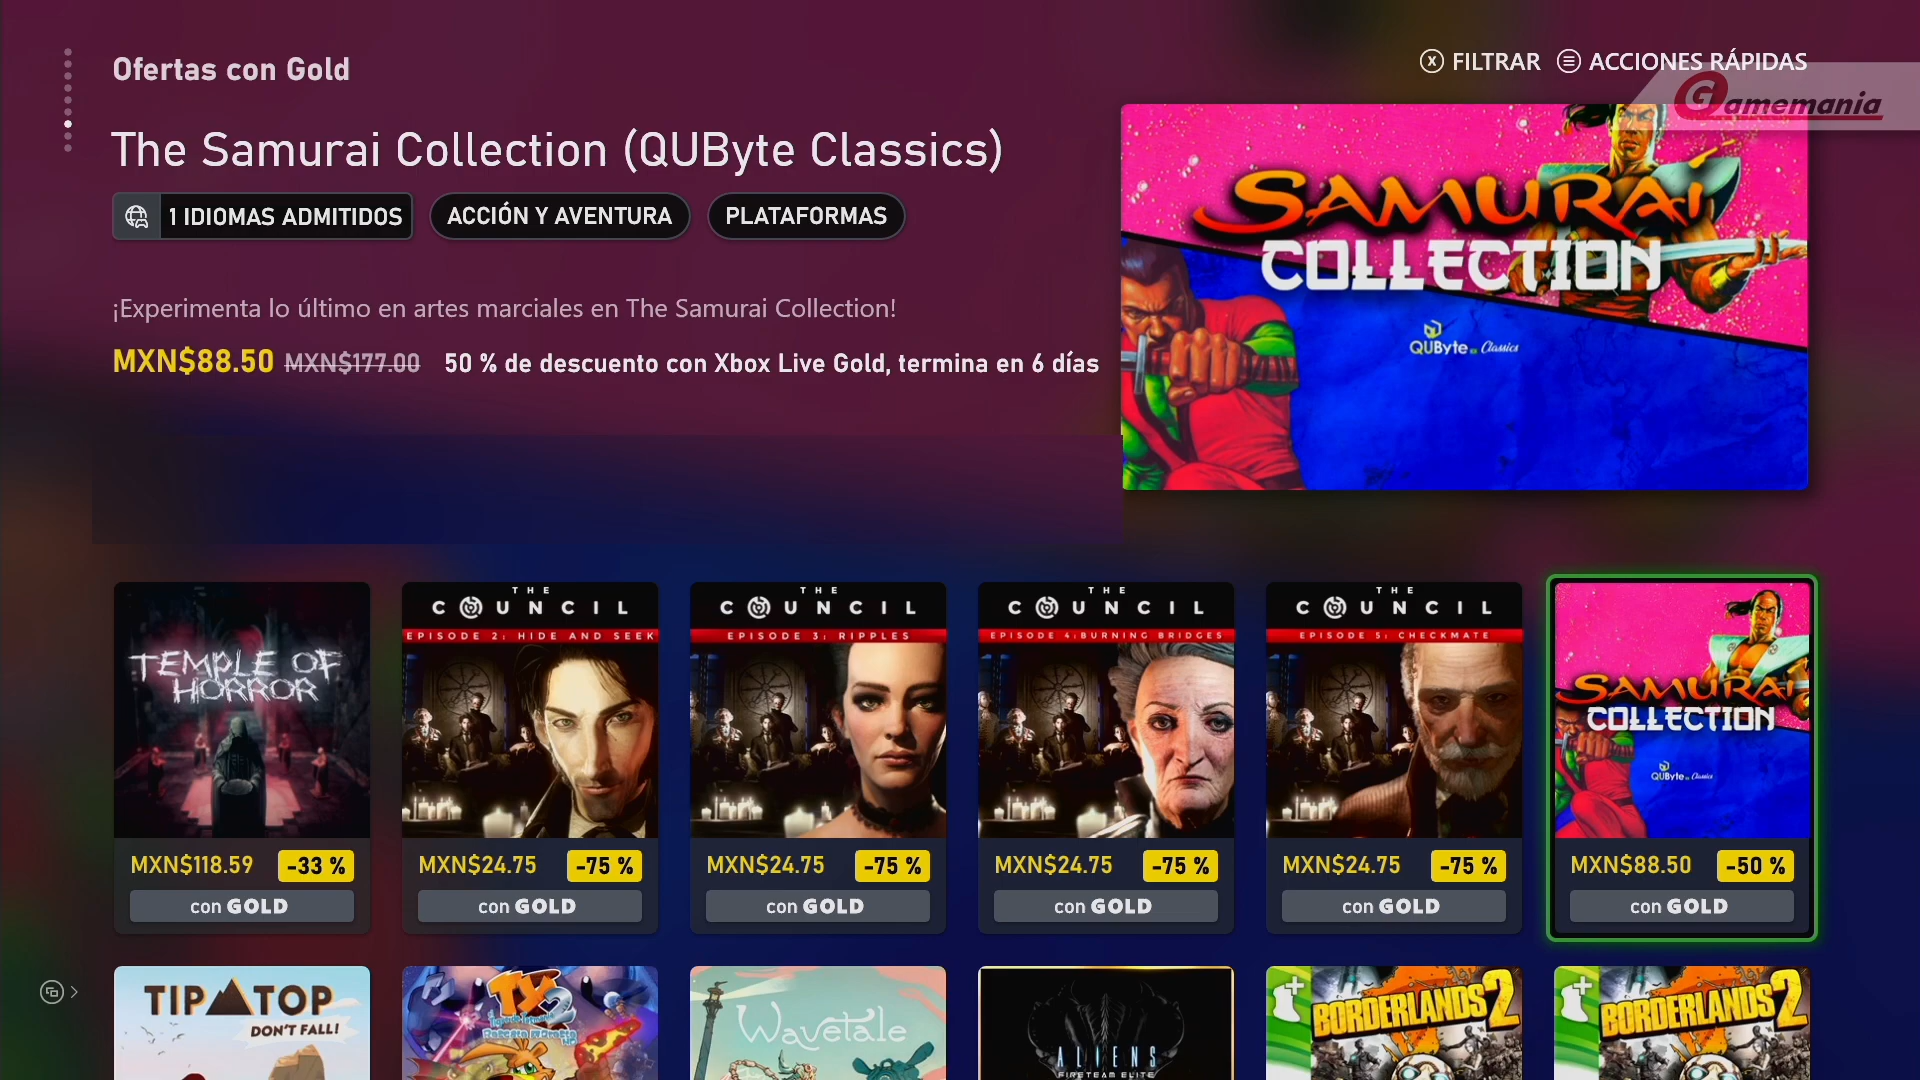 Ofertas con Gold
FILTRAR
ACCIONES RÁPIDAS
Gamemania
The Samurai Collection (QUByte Classics)
1 IDIOMAS ADMITIDOS
ACCIÓN Y AVENTURA
PLATAFORMAS
¡Experimenta lo último en artes marciales en The Samurai Collection!
MXN$88.50 MXN$177.00 50 % de descuento con Xbox Live Gold, termina en 6 días
SAMURAI
COLLECTION
QUByte Classics
TEMPLE OF
HORROR
MXN$118.59 -33 %
con GOLD
THE
COUNCIL
EPISODE 2: HIDE AND SEEK
MXN$24.75 -75 %
con GOLD
THE
COUNCIL
EPISODE 3: RIPPLES
MXN$24.75 -75 %
con GOLD
THE
COUNCIL
EPISODE 4: BURNING BRIDGES
MXN$24.75 -75 %
con GOLD
THE
COUNCIL
EPISODE 5: CHECKMATE
MXN$24.75 -75 %
con GOLD
SAMURAI
COLLECTION
QUByte Classics
MXN$88.50 -50 %
con GOLD
TIP TOP
DON'T FALL!
TY2
Wavetale
ALIENS
FIRETEAM ELITE
BORDERLANDS 2
BORDERLANDS 2